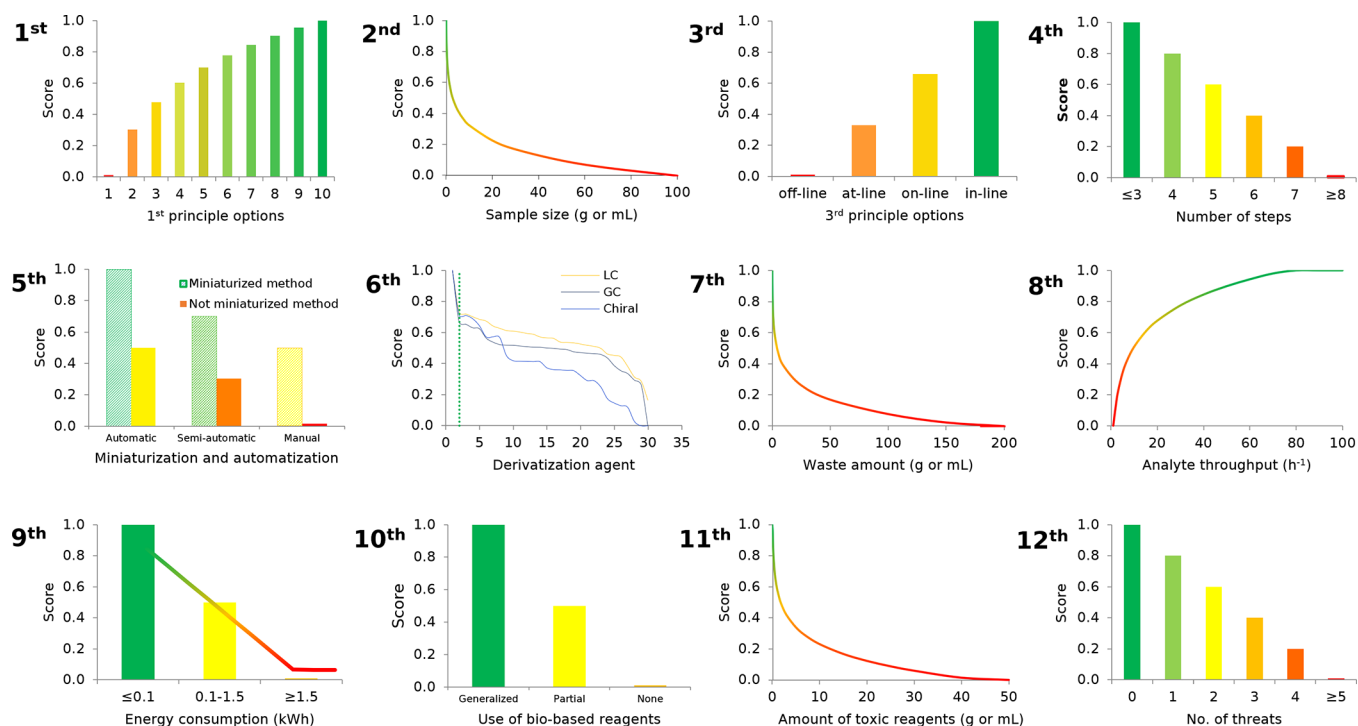 1st
Score
1.0
0.8
0.6
0.4
0.2
0.0
1 2 3 4 5 6 7 8 9 10
1st principle options
2nd
Score
1.0
0.8
0.6
0.4
0.2
0.0
0 20 40 60 80 100
Sample size (g or mL)
3rd
Score
1.0
0.8
0.6
0.4
0.2
0.0
off-line at-line on-line in-line
3rd principle options
4th
Score
1.0
0.8
0.6
0.4
0.2
0.0
≤3 4 5 6 7 ≥8
Number of steps
5th
Score
1.0
0.8
0.6
0.4
0.2
0.0
Miniaturized method
Not miniaturized method
Automatic Semi-automatic Manual
Miniaturization and automatization
6th
Score
1.0
0.8
0.6
0.4
0.2
0.0
LC
GC
Chiral
0 5 10 15 20 25 30 35
Derivatization agent
7th
Score
1.0
0.8
0.6
0.4
0.2
0.0
0 50 100 150 200
Waste amount (g or mL)
8th
Score
1.0
0.8
0.6
0.4
0.2
0.0
0 20 40 60 80 100
Analyte throughput (h-1)
9th
Score
1.0
0.8
0.6
0.4
0.2
0.0
≤0.1 0.1-1.5 ≥1.5
Energy consumption (kWh)
10th
Score
1.0
0.8
0.6
0.4
0.2
0.0
Generalized Partial None
Use of bio-based reagents
11th
Score
1.0
0.8
0.6
0.4
0.2
0.0
0 10 20 30 40 50
Amount of toxic reagents (g or mL)
12th
Score
1.0
0.8
0.6
0.4
0.2
0.0
0 1 2 3 4 ≥5
No. of threats